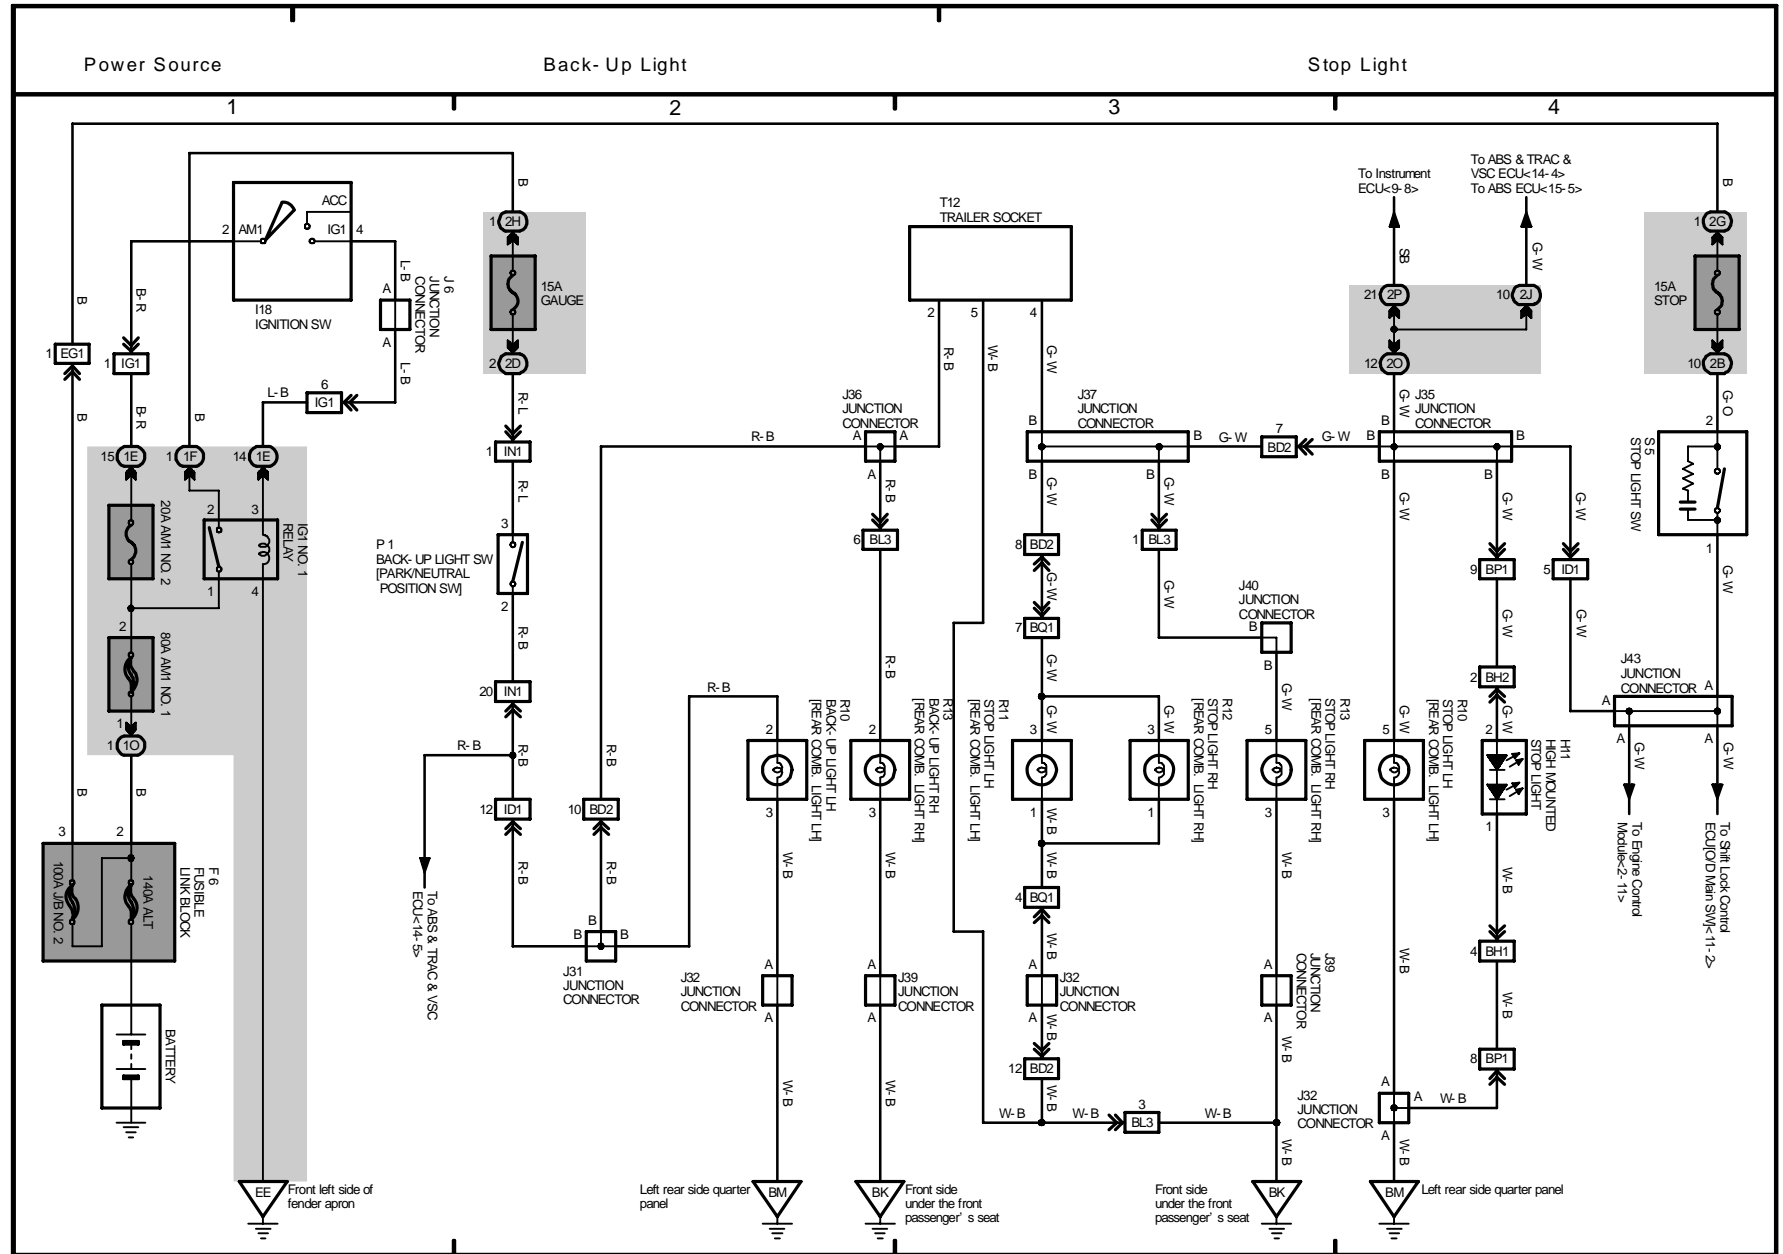 Power Source
Back- Up Light
Stop Light
1
2
3
4
B
ACC
2 AM1
IG1 4
I18
IGNITION SW
B- R
L- B
A
J 6
JUNCTION
CONNECTOR
A
L- B
B
1 EG1
1 IG1
B
B- R
B
L- B
6
IG1
15 1E
1 1F
14 1E
20A AM1 NO. 2
2
3
IG1 NO. 1
RELAY
1
4
2
80A AM1 NO. 1
1
1 1O
B
B
3
2
F 6
FUSIBLE
LINK BLOCK
140A ALT
100A J/B NO. 2
BATTERY
EE
Front left side of
fender apron
1 2H
15A
GAUGE
2 2D
R- L
1 IN1
R- L
3
P 1
BACK- UP LIGHT SW
[PARK/NEUTRAL
POSITION SW]
2
R- B
20 IN1
R- B
R- B
12 ID1
R- B
To ABS & TRAC & VSC
ECU<14- 5>
R- B
R- B
10 BD2
R- B
B
B
B
J31
JUNCTION
CONNECTOR
R- B
2
R10
BACK- UP LIGHT LH
[REAR COMB. LIGHT LH]
3
W- B
A
J32
JUNCTION
CONNECTOR
A
W- B
Left rear side quarter
panel
BM
J36
JUNCTION
CONNECTOR
A
A
A
R- B
6 BL3
R- B
2
R13
BACK- UP LIGHT RH
[REAR COMB. LIGHT RH]
3
W- B
A
J39
JUNCTION
CONNECTOR
A
W- B
BK
Front side
under the front
passenger' s seat
T12
TRAILER SOCKET
2
5
4
R- B
W- B
G- W
J37
JUNCTION
CONNECTOR
B
B
B
B
G- W
7
BD2
G- W
G- W
G- W
8 BD2
1 BL3
G- W
G- W
7 BQ1
G- W
J40
JUNCTION
CONNECTOR
B
B
G- W
G- W
G- W
3
R11
STOP LIGHT LH
[REAR COMB. LIGHT LH]
1
3
R12
STOP LIGHT RH
[REAR COMB. LIGHT RH]
1
5
R13
STOP LIGHT RH
[REAR COMB. LIGHT RH]
3
W- B
4 BQ1
W- B
A
J32
JUNCTION
CONNECTOR
A
W- B
12 BD2
W- B
W- B
W- B
3
BL3
W- B
W- B
A
J39
JUNCTION
CONNECTOR
A
W- B
W- B
Front side
under the front
passenger' s seat
BK
To Instrument
ECU<9- 8>
To ABS & TRAC &
VSC ECU<14- 4>
To ABS ECU<15- 5>
SB
G- W
21 2P
10 2J
12 2O
G- W
J35
JUNCTION
CONNECTOR
B
B
B
B
B
G- W
G- W
G- W
9 BP1
5 ID1
G- W
G- W
2 BH2
G- W
G- W
5
R10
STOP LIGHT LH
[REAR COMB. LIGHT LH]
3
2
H11
HIGH MOUNTED
STOP LIGHT
1
W- B
W- B
4 BH1
W- B
8 BP1
W- B
A
A
A
J32
JUNCTION
CONNECTOR
W- B
BM
Left rear side quarter panel
B
1 2G
15A
STOP
10 2B
G- O
2
S 5
STOP LIGHT SW
1
G- W
J43
JUNCTION
CONNECTOR
A
A
A
A
G- W
G- W
To Engine Control
Module<2- 11>
To Shift Lock Control
ECU[O/D Main SW]<11- 2>